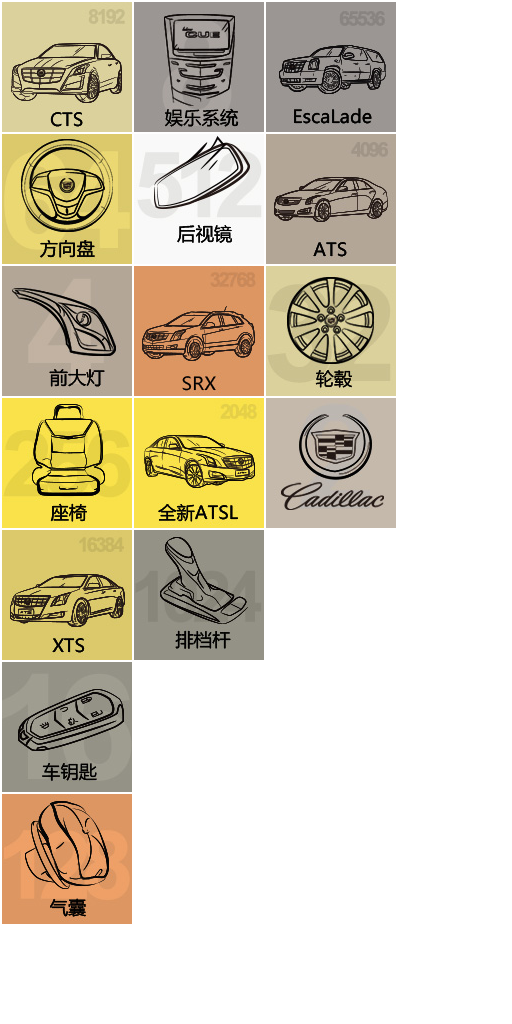 8192
CTS
CUE
8
娱乐系统
65536
EscaLade
64
方向盘
512
后视镜
4096
ATS
4
前大灯
32768
SRX
32
轮毂
256
座椅
2048
全新ATSL
Cadillac
16384
XTS
1024
排档杆
16
车钥匙
128
气囊